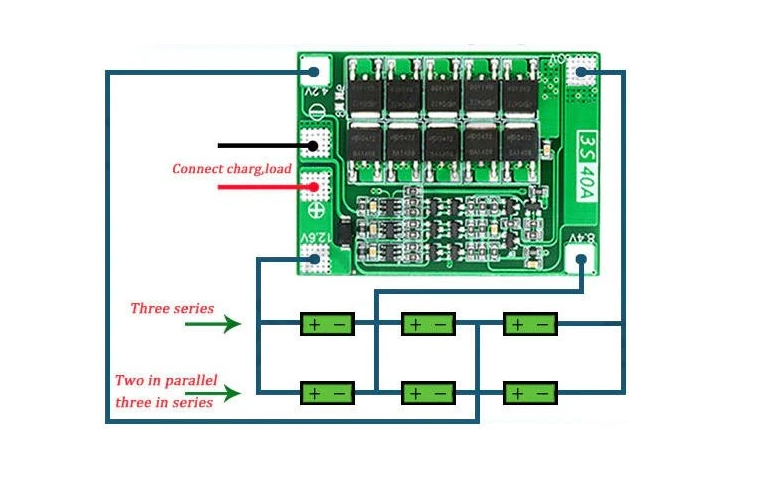 4.2V
0V
3S 40A
Connect charg,load
12.6V
8.4V
Three series
+ − + − + −
Two in parallel
three in series
+ − + − + −